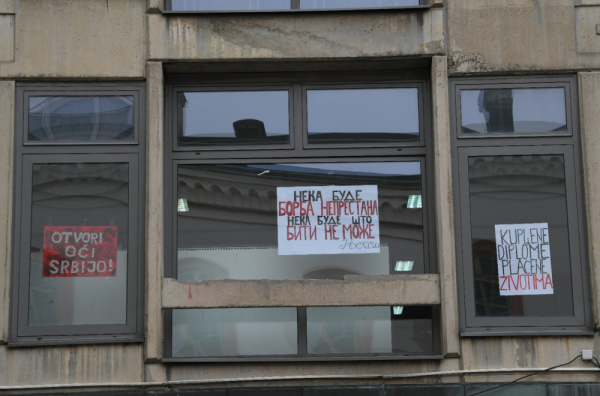 OTVORI
OČI
SRBIJO!
НЕКА БУДЕ
БОРБА НЕПРЕСТАНА
НЕКА БУДЕ ШТО
БИТИ НЕ МОЖЕ
KUPLJENE
DIPLOME
PLAĆENE
ŽIVOTIMA